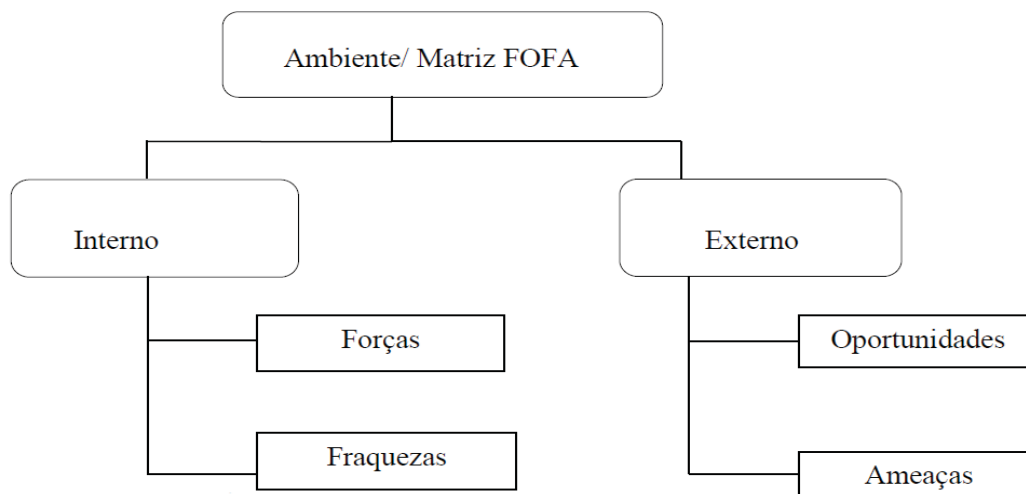 Ambiente/ Matriz FOFA
Interno
Externo
Forças
Oportunidades
Fraquezas
Ameaças